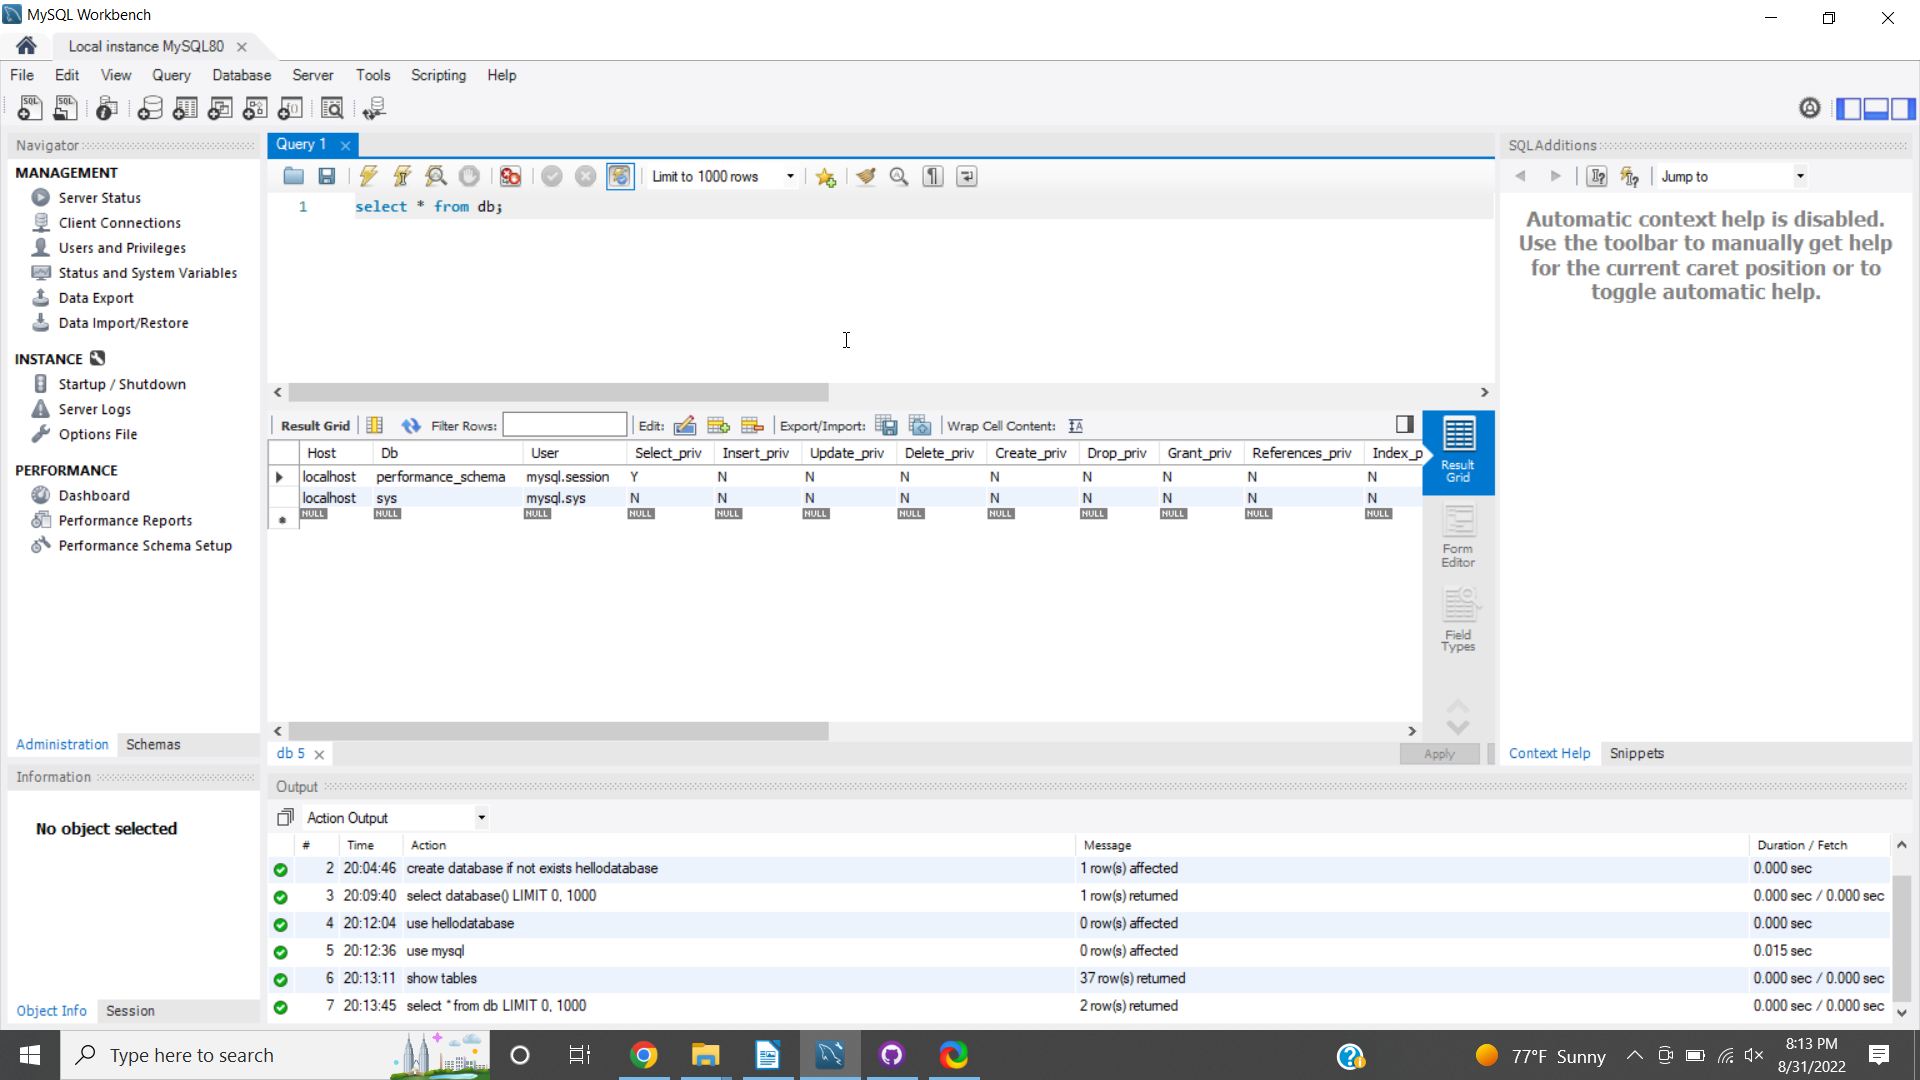 MySQL Workbench
Local instance MySQL80
File Edit View Query Database Server Tools Scripting Help
Navigator
MANAGEMENT
Server Status
Client Connections
Users and Privileges
Status and System Variables
Data Export
Data Import/Restore
INSTANCE
Startup / Shutdown
Server Logs
Options File
PERFORMANCE
Dashboard
Performance Reports
Performance Schema Setup
Administration Schemas
Information
No object selected
Object Info Session
Query 1
Limit to 1000 rows
1 select * from db;
Result Grid Filter Rows: Edit: Export/Import: Wrap Cell Content:
Host Db User Select_priv Insert_priv Update_priv Delete_priv Create_priv Drop_priv Grant_priv References_priv Index_p
localhost performance_schema mysql.session Y N N N N N N N N
localhost sys mysql.sys N N N N N N N N N
NULL NULL NULL NULL NULL NULL NULL NULL NULL NULL NULL NULL
Result
Grid
Form
Editor
Field
Types
db 5
Apply
SQLAdditions
Jump to
Automatic context help is disabled.
Use the toolbar to manually get help
for the current caret position or to
toggle automatic help.
Context Help Snippets
Output
Action Output
# Time Action Message Duration / Fetch
2 20:04:46 create database if not exists hellodatabase 1 row(s) affected 0.000 sec
3 20:09:40 select database() LIMIT 0, 1000 1 row(s) returned 0.000 sec / 0.000 sec
4 20:12:04 use hellodatabase 0 row(s) affected 0.000 sec
5 20:12:36 use mysql 0 row(s) affected 0.015 sec
6 20:13:11 show tables 37 row(s) returned 0.000 sec / 0.000 sec
7 20:13:45 select * from db LIMIT 0, 1000 2 row(s) returned 0.000 sec / 0.000 sec
Type here to search
77°F Sunny
8:13 PM
8/31/2022